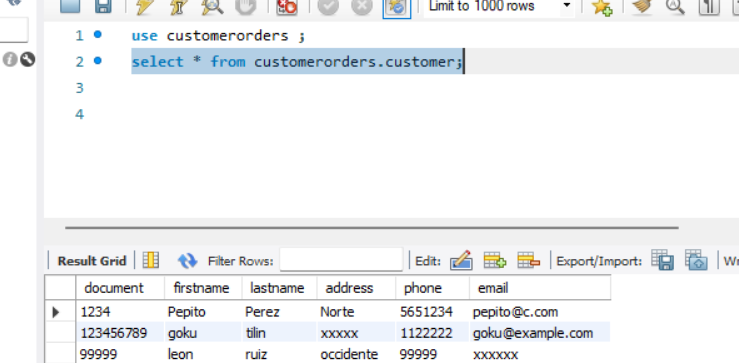 Limit to 1000 rows
1 use customerorders ;
2 select * from customerorders.customer;
3
4
Result Grid Filter Rows: Edit: Export/Import:
document firstname lastname address phone email
1234 Pepito Perez Norte 5651234 pepito@c.com
123456789 goku tilin xxxxx 1122222 goku@example.com
99999 leon ruiz occidente 99999 xxxxxx